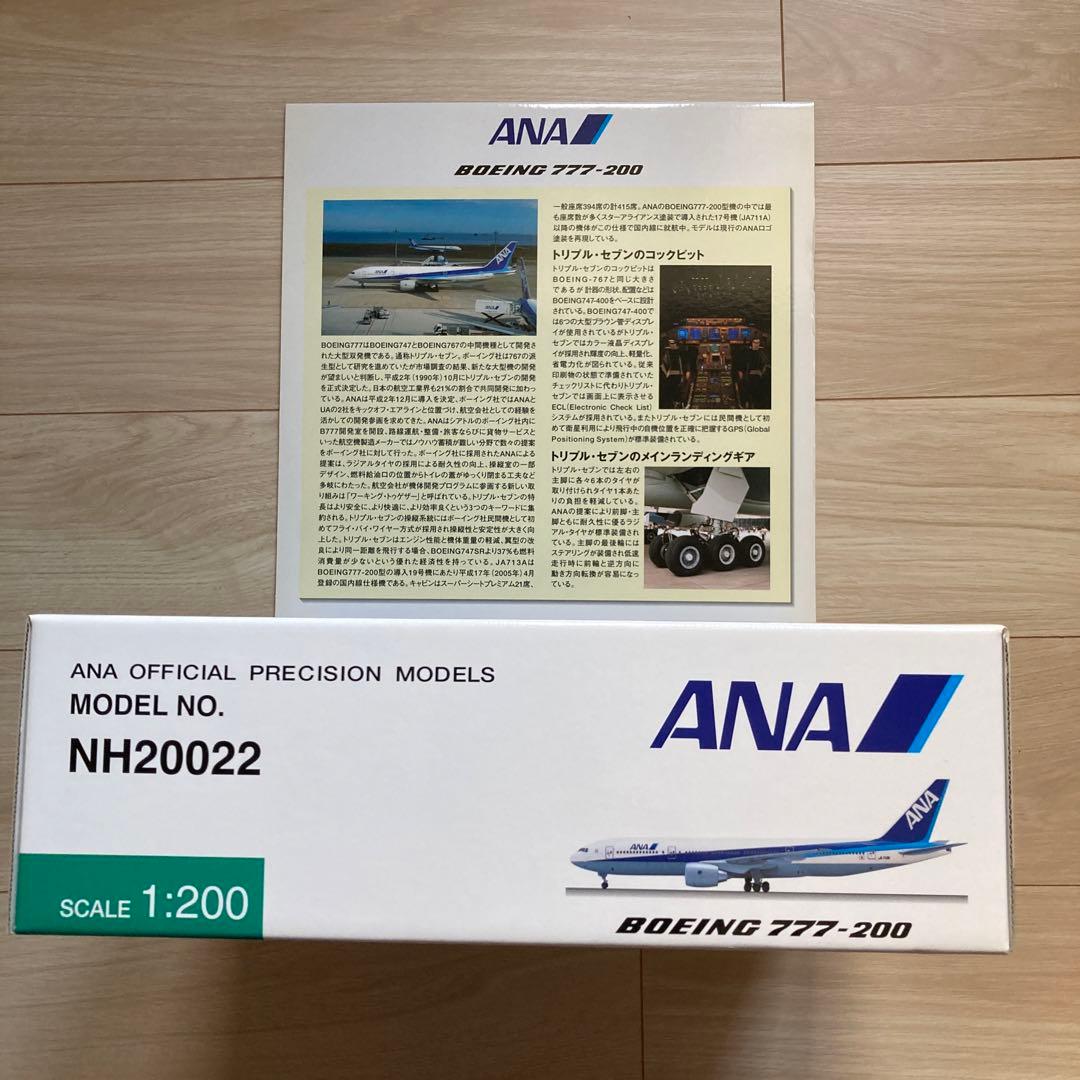 ANA
BOEING 777-200
BOEING777はBOEING747とBOEING767の中間機種として開発さ
れた大型双発機である。通称トリプル・セブン。ボーイング社は767の派
生型として研究を進めていたが市場調査の結果、新たな大型機の開発
が望ましいと判断し、平成2年(1990年)10月にトリプル・セブンの開発
を正式決定した。日本の航空工業界も21%の割合で共同開発に加わっ
ている。ANAは平成2年12月に導入を決定、ボーイング社ではANAと
UAの2社をキックオフ・エアラインと位置づけ、航空会社としての経験を
活かしての開発参画を求めてきた。ANAはシアトルのボーイング社内に
B777開発室を開設、路線運航・整備・旅客ならびに貨物サービスと
いった航空機製造メーカーではノウハウ蓄積が難しい分野で数々の提案
をボーイング社に対して行った。ボーイング社に採用されたANAによる
提案は、ラジアルタイヤの採用による耐久性の向上、操縦室の一部
デザイン、燃料給油口の位置からトイレの蓋がゆっくり閉まる工夫など
多岐にわたった。航空会社が機体開発プログラムに参画する新しい取
り組みは「ワーキング・トゥゲザー」と呼ばれている。トリプル・セブンの特
長はより安全に、より快適に、より効率良くという3つのキーワードに集
約される。トリプル・セブンの操縦系統にはボーイング社民間機として初
めてフライ・バイ・ワイヤー方式が採用され操縦性と安定性が大きく向
上した。トリプル・セブンはエンジン性能と機体重量の軽減、翼型の改
良により同一距離を飛行する場合、BOEING747SRより37%も燃料
消費量が少ないという優れた経済性を持っている。JA713Aは
BOEING777-200型の導入19号機にあたり平成17年(2005年)4月
登録の国内線仕様機である。キャビンはスーパーシートプレミアム21席、
一般座席394席の計415席。ANAのBOEING777-200型機の中では最
も座席数が多くスターアライアンス塗装で導入された17号機(JA711A)
以降の機体がこの仕様で国内線に就航中。モデルは現行のANAロゴ
塗装を再現している。
トリプル・セブンのコックピット
トリプル・セブンのコックピットは
BOEING-767と同じ大きさ
であるが計器の形状、配置などは
BOEING747-400をベースに設計
されている。BOEING747-400で
は6つの大型ブラウン管ディスプレ
イが使用されているがトリプル・セ
ブンではカラー液晶ディスプレイ
が採用され輝度の向上、軽量化、
省電力化が図られている。従来
印刷物の状態で準備されていた
チェックリストに代わりトリプル・
セブンでは画面上に表示させる
ECL(Electronic Check List)
システムが採用されている。またトリプル・セブンには民間機として初
めて衛星利用により飛行中の自機位置を正確に把握するGPS(Global
Positioning System)が標準装備されている。
トリプル・セブンのメインランディングギア
トリプル・セブンでは左右の
主脚に各々6本のタイヤが
取り付けられタイヤ1本あた
りの負担を軽減している。
ANAの提案により前脚・主
脚ともに耐久性に優るラジ
アル・タイヤが標準装備され
ている。主脚の最後輪には
ステアリングが装備され低速
走行時に前輪と逆方向に
動き方向転換が容易になっ
ている。
ANA OFFICIAL PRECISION MODELS
MODEL NO.
NH20022
SCALE 1:200
ANA
ANA
ANA
BOEING 777-200